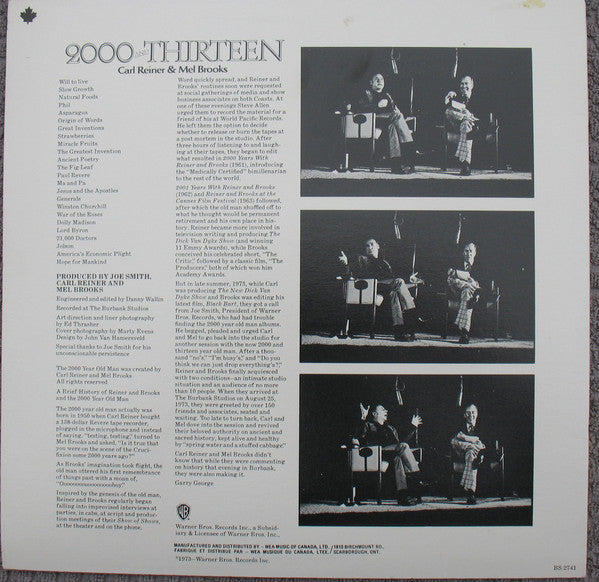 2000 AND THIRTEEN
Carl Reiner & Mel Brooks
Will to live
Slow Growth
Natural Foods
Phil
Asparagus
Origin of Words
Great Inventions
Strawberries
Miracle Fruits
The Greatest Invention
Ancient Poetry
The Fig Leaf
Paul Revere
Ma and Pa
Jesus and the Apostles
Generals
Winston Churchill
War of the Roses
Dolly Madison
Lord Byron
21,000 Doctors
Jolson
America's Economic Plight
Hope for Mankind
PRODUCED BY JOE SMITH,
CARL REINER AND
MEL BROOKS
Engineered and edited by Danny Wallin
Recorded at The Burbank Studios
Art direction and liner photography
by Ed Thrasher
Cover photography by Marty Evens
Design by John Van Hamersveld
Special thanks to Joe Smith for his
unconscionable persistence
The 2000 Year Old Man was created by
Carl Reiner and Mel Brooks
All rights reserved
A Brief History of Reiner and Brooks
and the 2000 Year Old Man
The 2000 year old man actually was
born in 1950 when Carl Reiner bought
a 138-dollar Revere tape recorder,
plugged in the microphone and instead
of saying, "testing, testing," turned to
Mel Brooks and asked, "Is it true that
you were on the scene of the Cruci-
fixion some 2000 years ago?"
As Brooks' imagination took flight, the
old man uttered his first remembrance
of things past with a moan of,
Inspired by the genesis of the old man,
Reiner and Brooks regularly began
falling into improvised interviews at
parties, in cabs, at script and produc-
tion meetings of their Show of Shows,
at the theater and on the phone.
Word quickly spread, and Reiner and
Brooks' routines soon were requested
at social gatherings of media and show
business associates on both Coasts. At
one of these evenings Steve Allen
urged them to record the material for a
friend of his at World Pacific Records.
He left them the option to decide
whether to release or burn the tapes at
a post mortem in the studio. After
three hours of listening to and laugh-
ing at their tapes, they began to edit
what resulted in 2000 Years With
Reiner and Brooks (1961), introducing
the "Medically Certified" bimillenarian
to the rest of the world.
2001 Years With Reiner and Brooks
(1962) and Reiner and Brooks at the
Cannes Film Festival (1963) followed,
after which the old man shuffled off to
what he thought would be permanent
retirement and his own place in his-
tory. Reiner became more involved in
television writing and producing The
Dick Van Dyke Show (and winning
11 Emmy Awards), while Brooks
conceived his celebrated short, "The
Critic," followed by a classic film, "The
Producers," both of which won him
Academy Awards.
But in late summer, 1973, while Carl
was producing The New Dick Van
Dyke Show and Brooks was editing his
latest film, Black Bart, they got a call
from Joe Smith, President of Warner
Bros. Records, who had had trouble
finding the 2000 year old man albums.
He begged, pleaded and urged Carl
and Mel to go back into the studio for
another session with the now 2000 and
thirteen year old man. After a thou-
sand "no's," "I'm busy's," and "Do you
think we can just drop everything's?,"
Reiner and Brooks finally acquiesced
with two conditions—an intimate studio
situation and an audience of no more
than 10 people. When they arrived at
The Burbank Studios on August 25,
1973, they were greeted by over 150
friends and associates, seated and
waiting. Too late to turn back, Carl and
Mel dove into the session and revived
their beloved authority on ancient and
sacred history, kept alive and healthy
by "spring water and a stuffed cabbage."
Carl Reiner and Mel Brooks didn't
know that while they were commenting
on history that evening in Burbank,
they were also making it.
Garry George
WB
Warner Bros. Records Inc., a Subsid-
iary & Licensee of Warner Bros. Inc.,
MANUFACTURED AND DISTRIBUTED BY - WEA MUSIC OF CANADA, LTD. / 1810 BIRCHMOUNT RD.,
FABRIQUE ET DISTRIBUE PAR - WEA MUSIQUE DU CANADA, LTEE. / SCARBOROUGH, ONT.
©1973—Warner Bros. Records Inc.
BS 2741